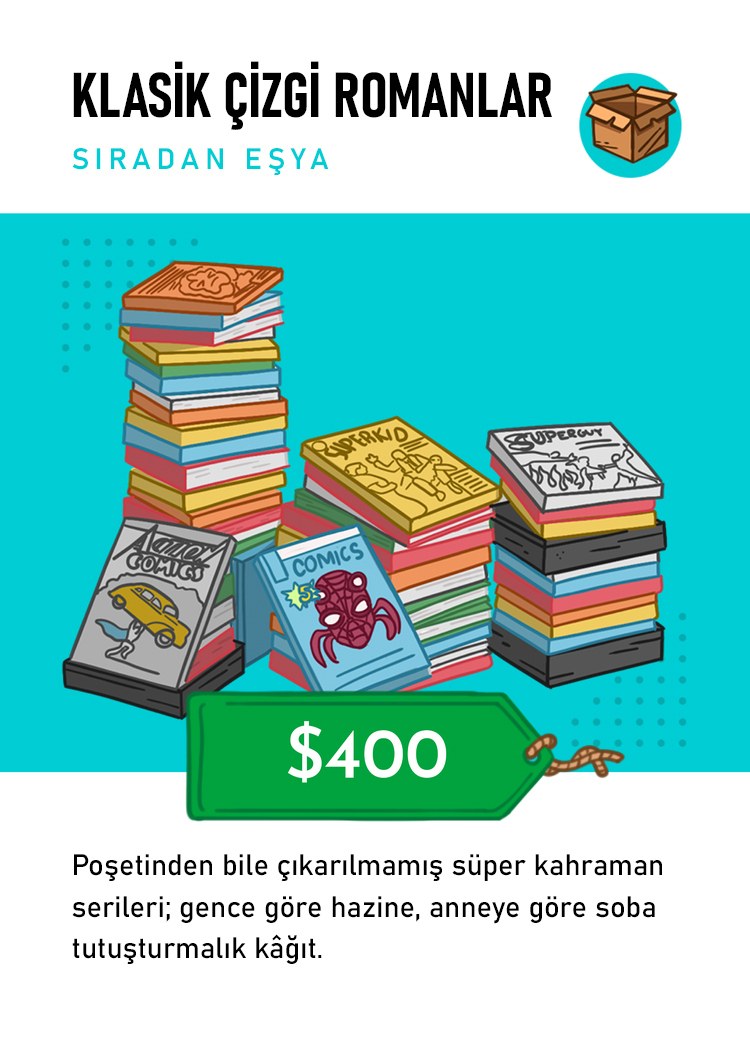 KLASİK ÇİZGİ ROMANLAR
SIRADAN EŞYA
SUPERKID
SUPERGUY
ACTION
COMICS
COMICS
$400
Poşetinden bile çıkarılmamış süper kahraman
serileri; gence göre hazine, anneye göre soba
tutuşturmalık kâğıt.